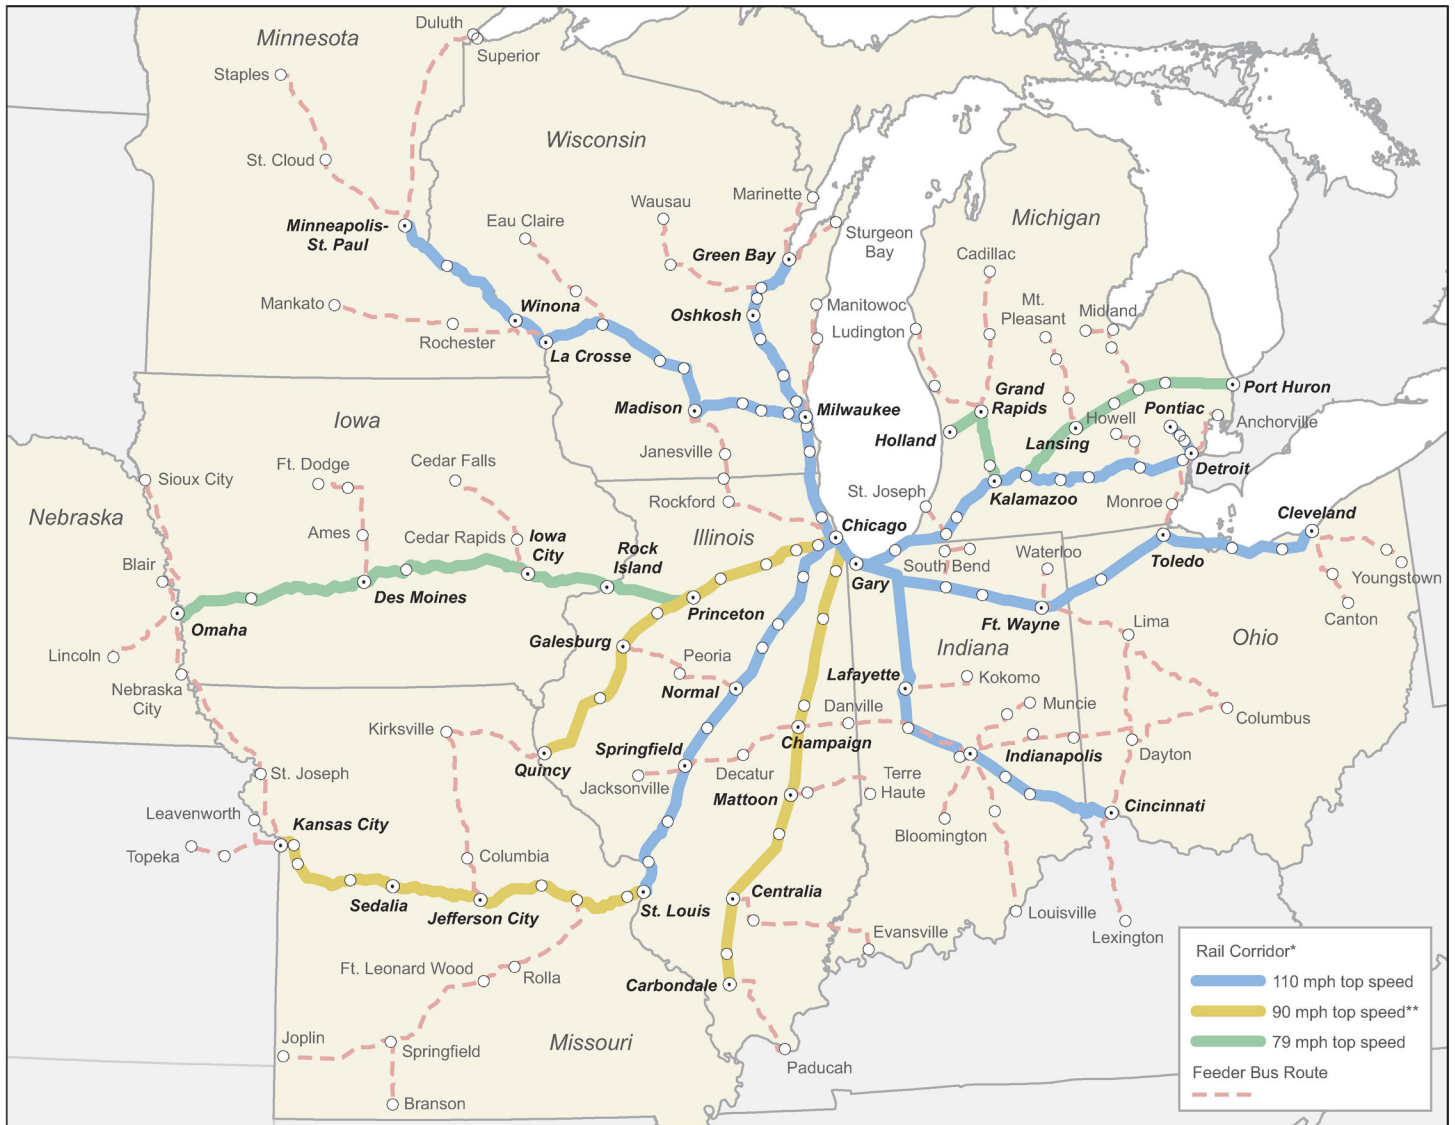 Duluth
Minnesota
Superior
Staples
Wisconsin
St. Cloud
Marinette
Wausau
Michigan
Eau Claire
Minneapolis-
St. Paul
Sturgeon
Bay
Green Bay
Cadillac
Mankato
Winona
Manitowoc
Mt.
Pleasant
Midland
Oshkosh
Ludington
Rochester
La Crosse
Grand
Rapids
Port Huron
Madison
Milwaukee
Pontiac
Iowa
Holland
Lansing
Howell
Anchorville
Janesville
Ft. Dodge
Cedar Falls
Detroit
Sioux City
St. Joseph
Kalamazoo
Rockford
Monroe
Nebraska
Chicago
Cleveland
Ames
Cedar Rapids
Iowa
City
Illinois
Rock
Island
Waterloo
Blair
South Bend
Toledo
Gary
Youngstown
Des Moines
Princeton
Ft. Wayne
Canton
Omaha
Lima
Galesburg
Indiana
Ohio
Lincoln
Peoria
Lafayette
Kokomo
Nebraska
City
Normal
Danville
Muncie
Columbus
Kirksville
Springfield
Champaign
Indianapolis
Dayton
Quincy
St. Joseph
Decatur
Jacksonville
Terre
Haute
Mattoon
Leavenworth
Cincinnati
Kansas City
Bloomington
Topeka
Columbia
Centralia
Sedalia
Jefferson City
St. Louis
Louisville
Evansville
Lexington
Ft. Leonard Wood
Rolla
Carbondale
Joplin
Springfield
Missouri
Paducah
Branson
Rail Corridor*
110 mph top speed
90 mph top speed**
79 mph top speed
Feeder Bus Route